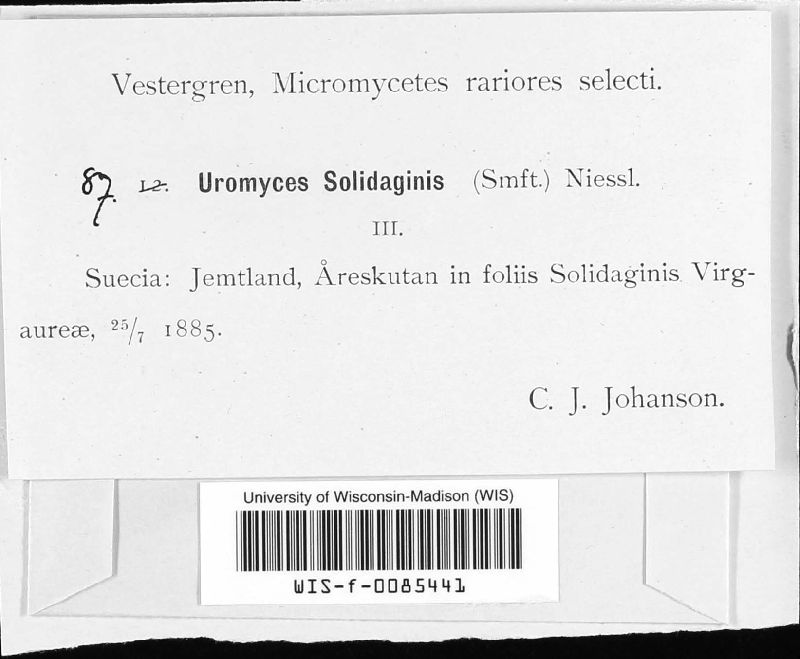 Vestergren, Micromycetes rariores selecti.
87. 12. Uromyces Solidaginis (Smft.) Niessl.
III.
Suecia: Jemtland, Åreskutan in foliis Solidaginis Virg-
aureæ, 25/7 1885.
C. J. Johanson.
University of Wisconsin-Madison (WIS)
WIS-f-0085441